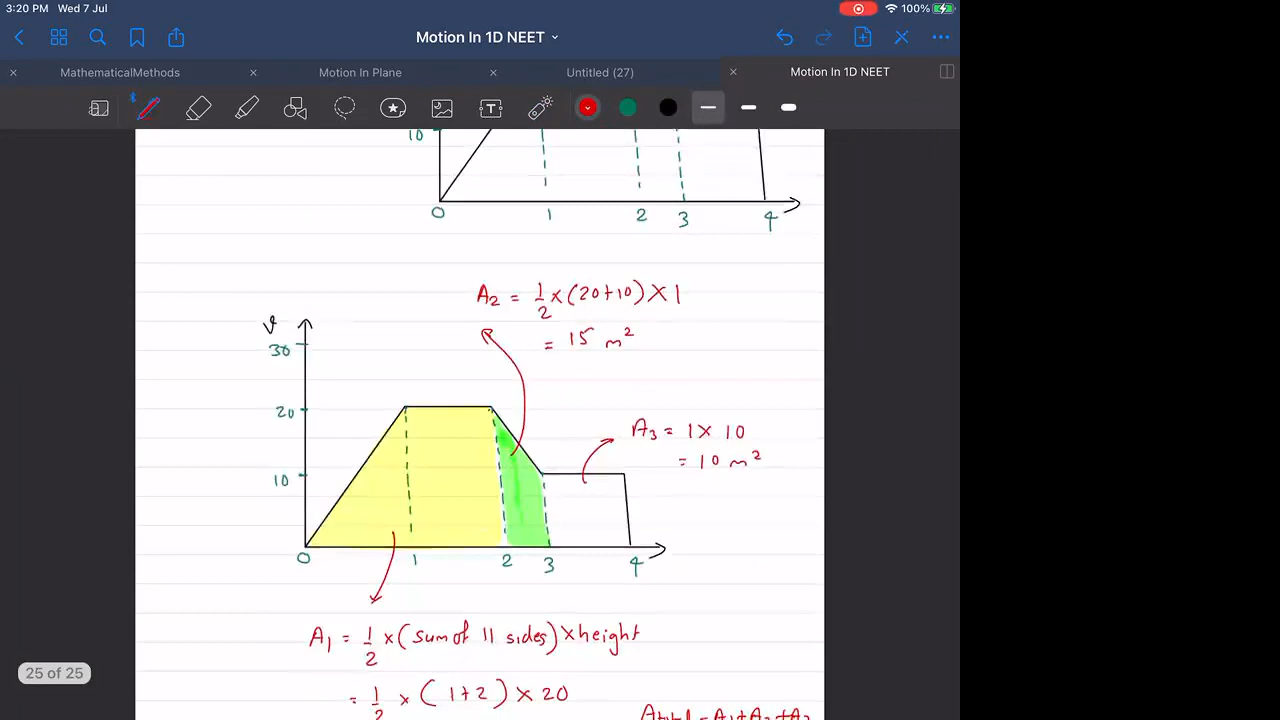 3:20 PM Wed 7 Jul
100%
Motion In 1D NEET
MathematicalMethods
Motion In Plane
Untitled (27)
Motion In 1D NEET
T
10
0 1 2 3 4
A2 = 1/2 × (20+10) × 1
= 15 m²
v
30
20
10
A3 = 1 × 10
= 10 m²
0 1 2 3 4
A1 = 1/2 × (sum of 11 sides) × height
= 1/2 × (1+2) × 20
25 of 25